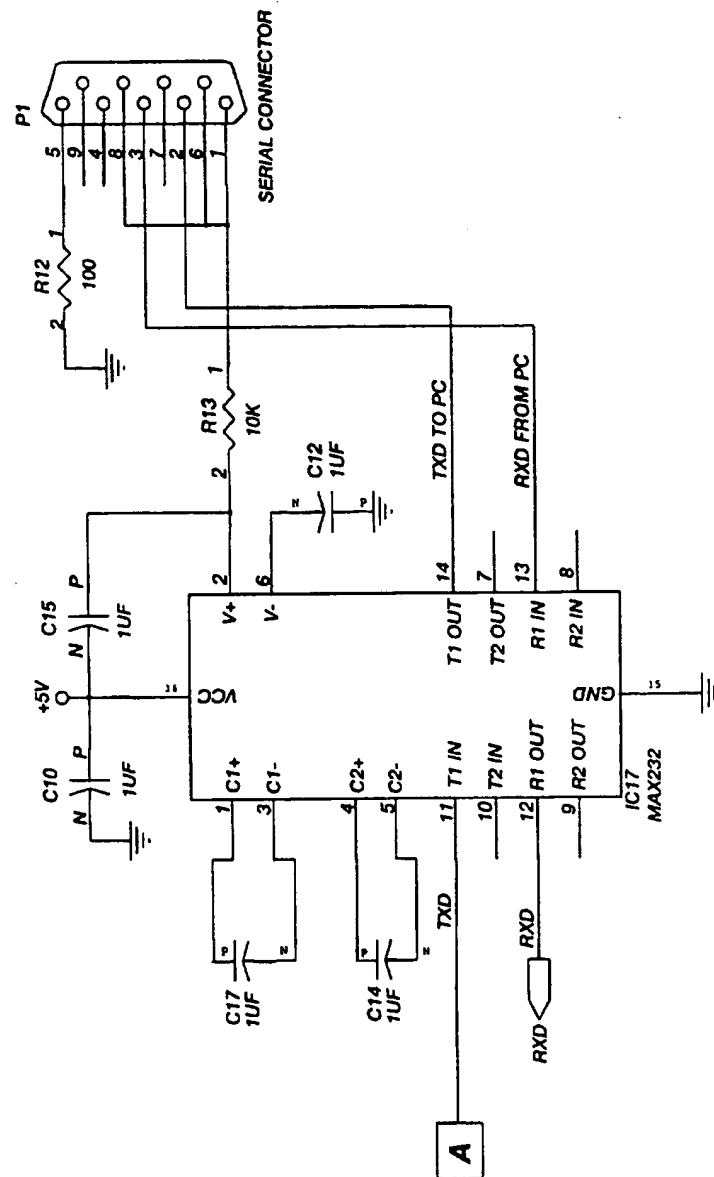 P1
SERIAL CONNECTOR
5
9
4
8
3
7
2
6
1
R12
100
1
2
R13
10K
1
2
C15
1UF
P
N
+5V
C10
1UF
P
N
C12
1UF
N
P
TXD TO PC
RXD FROM PC
2
6
14
7
13
8
V+
V-
T1 OUT
T2 OUT
R1 IN
R2 IN
16
VCC
GND
15
C1+
C1-
C2+
C2-
T1 IN
T2 IN
R1 OUT
R2 OUT
1
3
4
5
11
10
12
9
IC17
MAX232
C17
1UF
P
N
C14
1UF
P
N
TXD
RXD
RXD
A